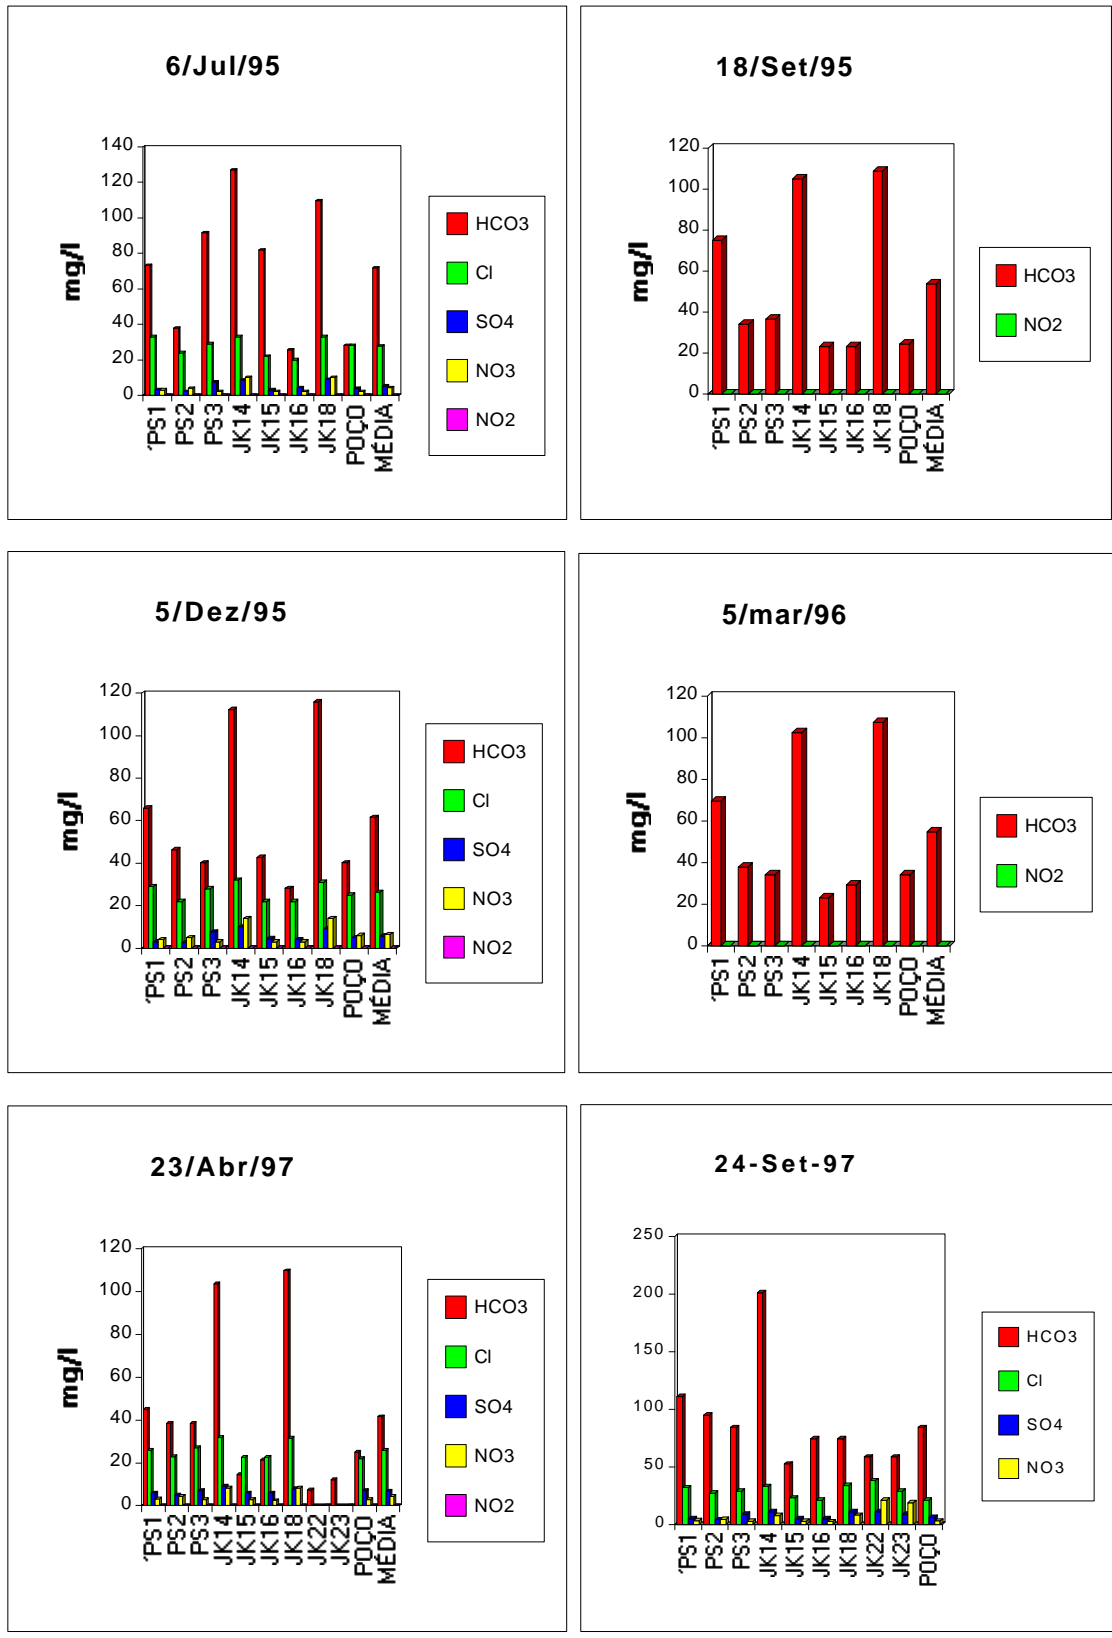 6/Jul/95
140
120
100
80
60
40
20
0
mg/l
´PS1
PS2
PS3
JK14
JK15
JK16
JK18
POÇO
MÉDIA
HCO3
Cl
SO4
NO3
NO2
18/Set/95
120
100
80
60
40
20
0
mg/l
´PS1
PS2
PS3
JK14
JK15
JK16
JK18
POÇO
MÉDIA
HCO3
NO2
5/Dez/95
120
100
80
60
40
20
0
mg/l
´PS1
PS2
PS3
JK14
JK15
JK16
JK18
POÇO
MÉDIA
HCO3
Cl
SO4
NO3
NO2
5/mar/96
120
100
80
60
40
20
0
mg/l
´PS1
PS2
PS3
JK14
JK15
JK16
JK18
POÇO
MÉDIA
HCO3
NO2
23/Abr/97
120
100
80
60
40
20
0
mg/l
´PS1
PS2
PS3
JK14
JK15
JK16
JK18
JK22
JK23
POÇO
MÉDIA
HCO3
Cl
SO4
NO3
NO2
24-Set-97
250
200
150
100
50
0
´PS1
PS2
PS3
JK14
JK15
JK16
JK18
JK22
JK23
POÇO
HCO3
Cl
SO4
NO3